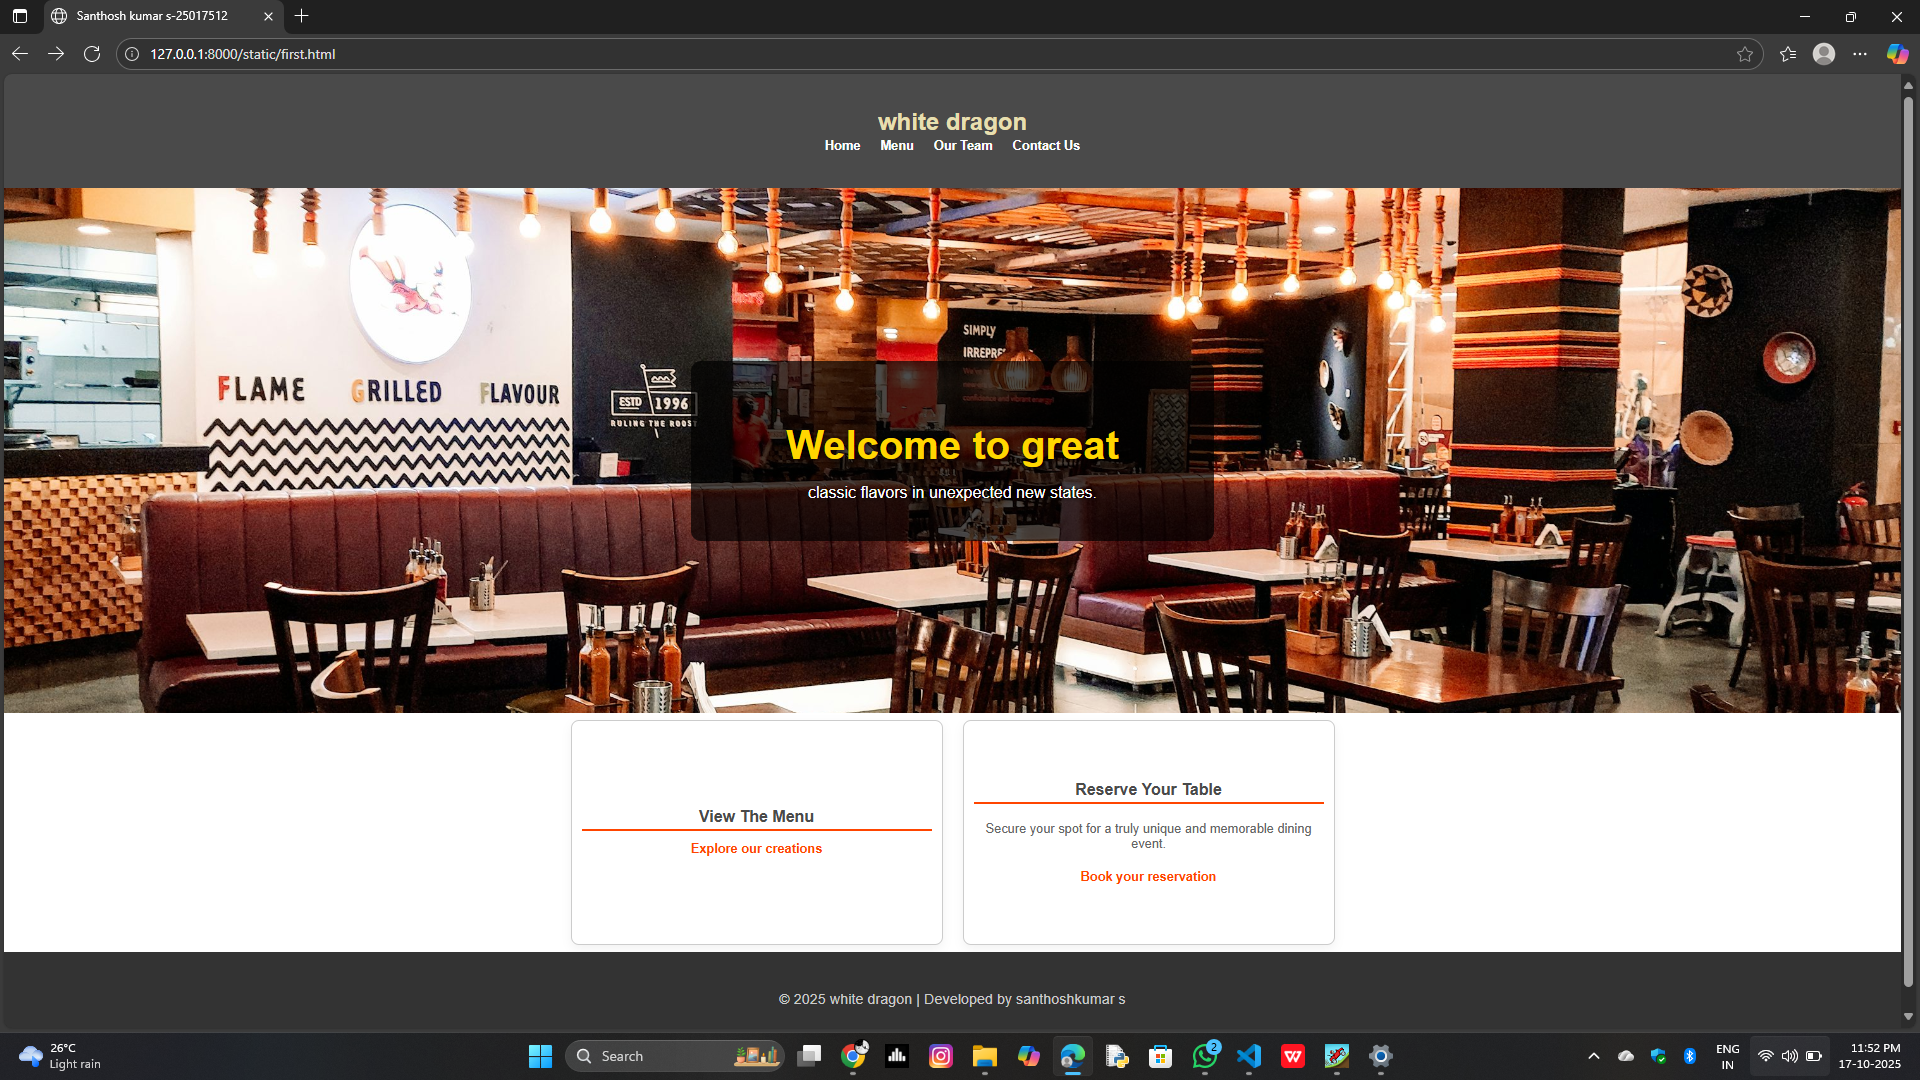 Santhosh kumar s-25017512
127.0.0.1:8000/static/first.html
white dragon
Home Menu Our Team Contact Us
SIMPLY
FLAME GRILLED FLAVOUR
ESTD 1996
RULING THE ROOST
Welcome to great
classic flavors in unexpected new states.
View The Menu
Explore our creations
Reserve Your Table
Secure your spot for a truly unique and memorable dining
event.
Book your reservation
© 2025 white dragon | Developed by santhoshkumar s
26°C
Light rain
Search
2
ENG
IN
11:52 PM
17-10-2025